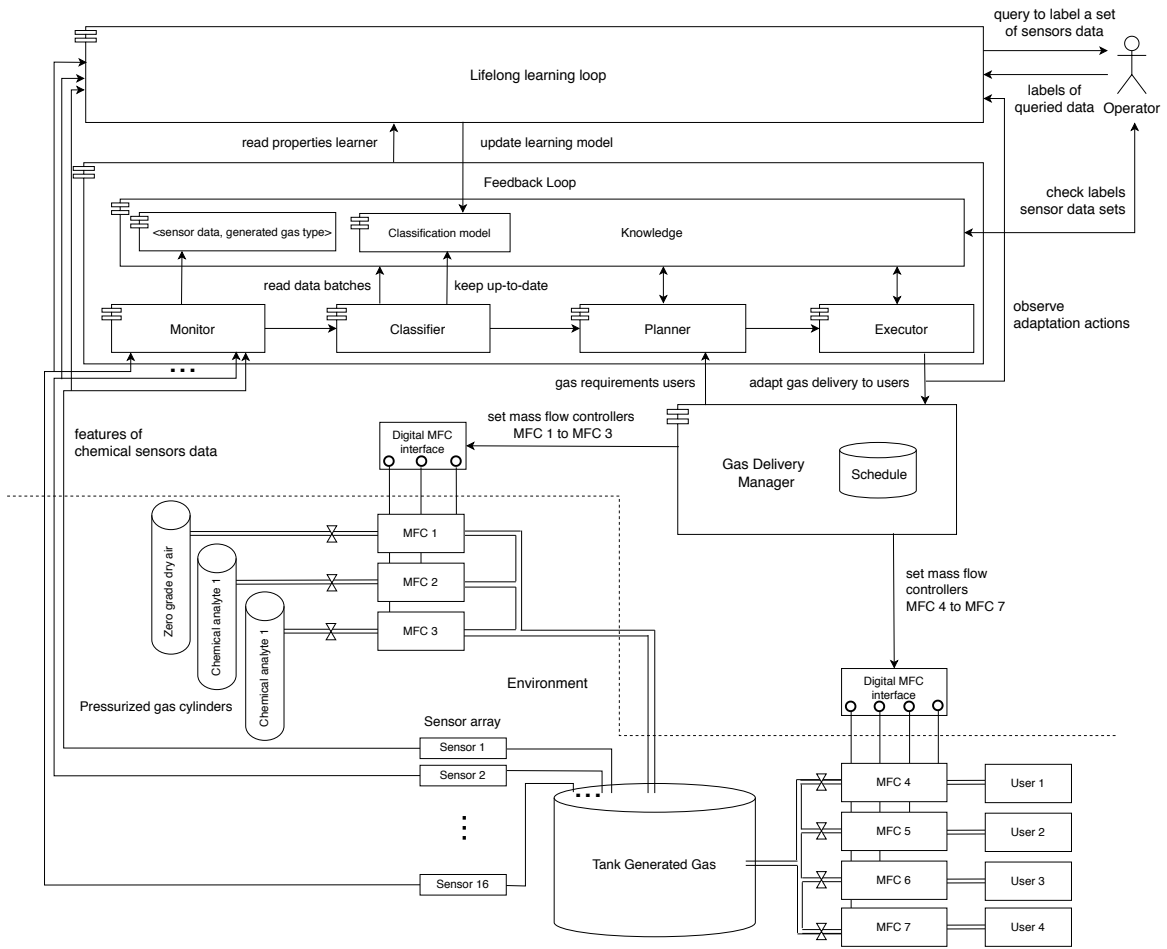 query to label a set
of sensors data
Lifelong learning loop
labels of
queried data
Operator
read properties learner
update learning model
Feedback Loop
check labels
sensor data sets
<sensor data, generated gas type>
Classification model
Knowledge
read data batches
keep up-to-date
observe
adaptation actions
Monitor
Classifier
Planner
Executor
...
gas requirements users
adapt gas delivery to users
features of
chemical sensors data
Digital MFC
interface
set mass flow controllers
MFC 1 to MFC 3
Gas Delivery
Manager
Schedule
Zero grade dry air
Chemical analyte 1
Chemical analyte 1
MFC 1
MFC 2
MFC 3
set mass flow
controllers
MFC 4 to MFC 7
Pressurized gas cylinders
Environment
Digital MFC
interface
Sensor array
Sensor 1
Sensor 2
...
Sensor 16
...
Tank Generated Gas
MFC 4
User 1
MFC 5
User 2
MFC 6
User 3
MFC 7
User 4